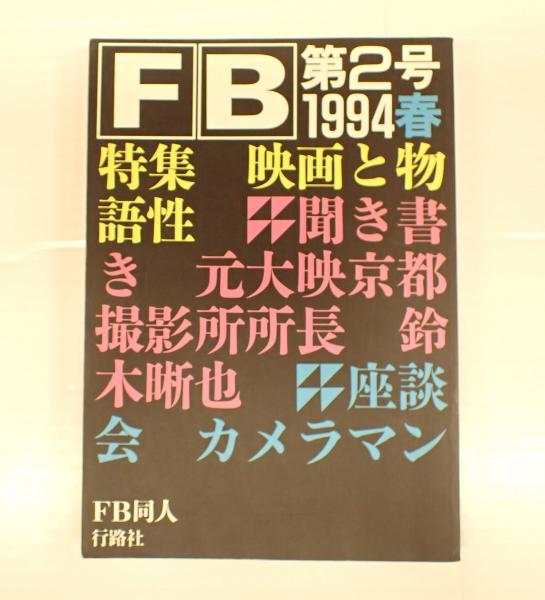 FB 第2号
1994春
特集 映画と物
語性 聞き書
き 元大映京都
撮影所所長 鈴
木晰也 座談
会 カメラマン
FB同人
行路社